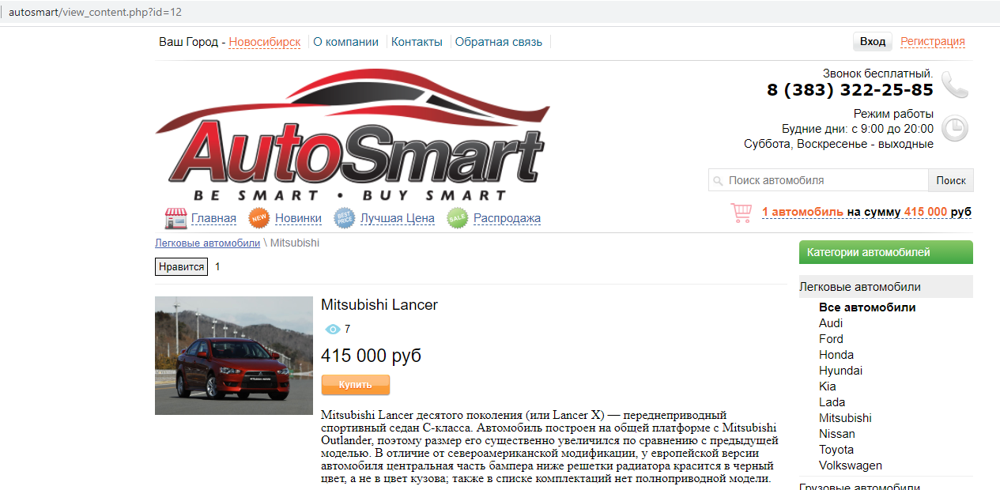 autosmart/view_content.php?id=12
Ваш Город - Новосибирск О компании Контакты Обратная связь Вход Регистрация
Звонок бесплатный.
8 (383) 322-25-85
Режим работы
Будние дни: с 9:00 до 20:00
Суббота, Воскресенье - выходные
AutoSmart
BE SMART • BUY SMART
Поиск автомобиля Поиск
1 автомобиль на сумму 415 000 руб
Главная NEW Новинки BEST PRICE Лучшая Цена SALE Распродажа
Легковые автомобили \ Mitsubishi
Нравится 1
Mitsubishi Lancer
7
415 000 руб
Купить
Mitsubishi Lancer десятого поколения (или Lancer X) — переднеприводный
спортивный седан C-класса. Автомобиль построен на общей платформе с Mitsubishi
Outlander, поэтому размер его существенно увеличился по сравнению с предыдущей
моделью. В отличие от североамериканской модификации, у европейской версии
автомобиля центральная часть бампера ниже решетки радиатора красится в черный
цвет, а не в цвет кузова; также в списке комплектаций нет полноприводной модели.
Категории автомобилей
Легковые автомобили
Все автомобили
Audi
Ford
Honda
Hyundai
Kia
Lada
Mitsubishi
Nissan
Toyota
Volkswagen
Грузовые автомобили